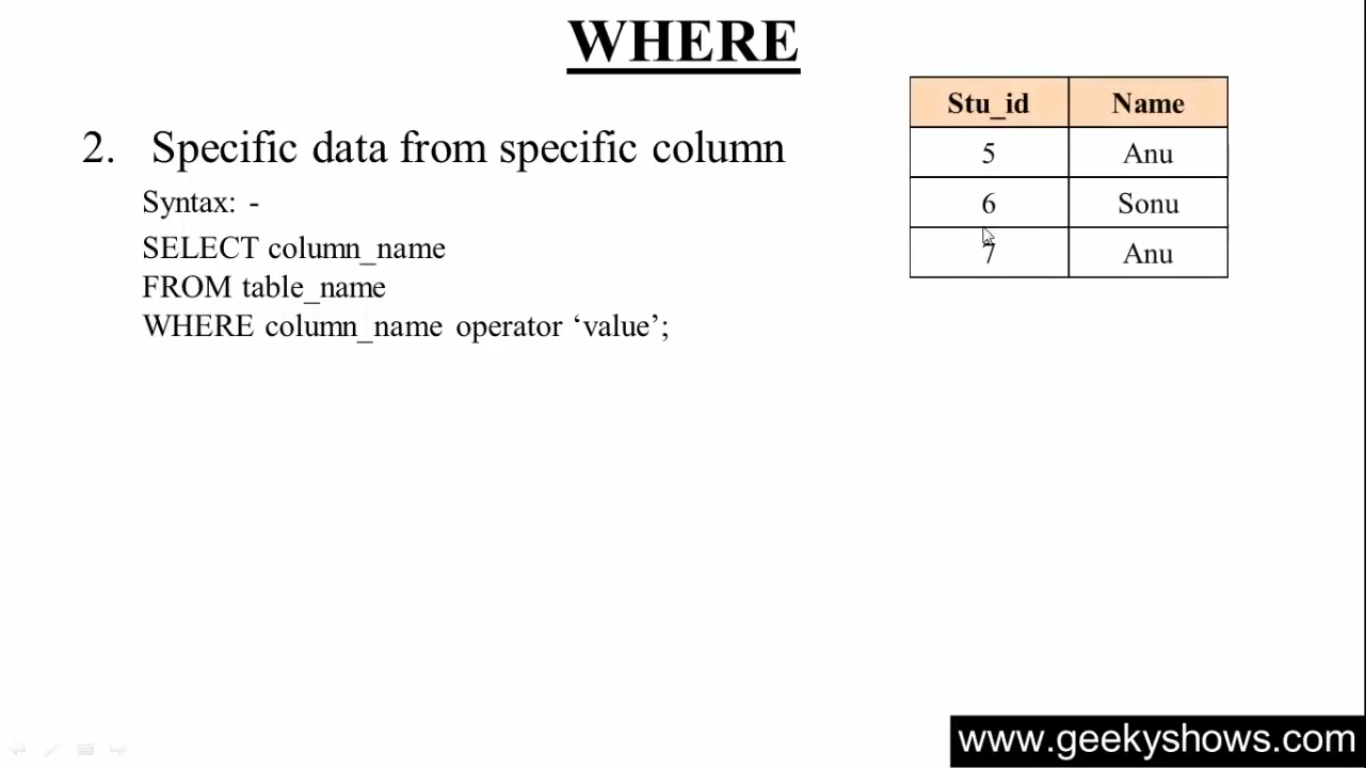 WHERE
2. Specific data from specific column
Syntax: -
SELECT column_name
FROM table_name
WHERE column_name operator ‘value’;
Stu_id Name
5 Anu
6 Sonu
7 Anu
www.geekyshows.com